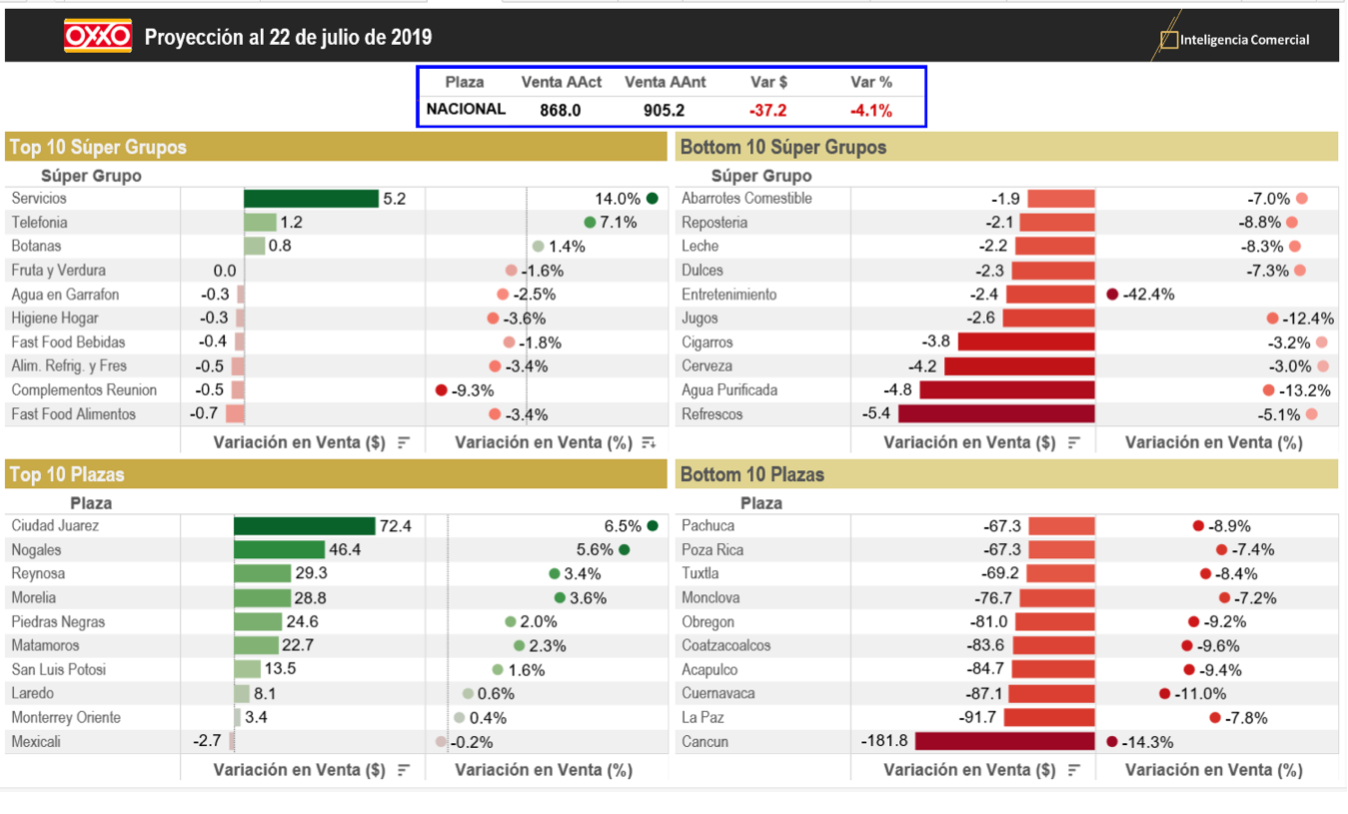 OXXO Proyección al 22 de julio de 2019
Inteligencia Comercial
Plaza Venta AAct Venta AAnt Var $ Var %
NACIONAL 868.0 905.2 -37.2 -4.1%
Top 10 Súper Grupos
Súper Grupo
Servicios 5.2 14.0%
Telefonia 1.2 7.1%
Botanas 0.8 1.4%
Fruta y Verdura 0.0 -1.6%
Agua en Garrafon -0.3 -2.5%
Higiene Hogar -0.3 -3.6%
Fast Food Bebidas -0.4 -1.8%
Alim. Refrig. y Fres -0.5 -3.4%
Complementos Reunion -0.5 -9.3%
Fast Food Alimentos -0.7 -3.4%
Variación en Venta ($) Variación en Venta (%)
Bottom 10 Súper Grupos
Súper Grupo
Abarrotes Comestible -1.9 -7.0%
Reposteria -2.1 -8.8%
Leche -2.2 -8.3%
Dulces -2.3 -7.3%
Entretenimiento -2.4 -42.4%
Jugos -2.6 -12.4%
Cigarros -3.8 -3.2%
Cerveza -4.2 -3.0%
Agua Purificada -4.8 -13.2%
Refrescos -5.4 -5.1%
Variación en Venta ($) Variación en Venta (%)
Top 10 Plazas
Plaza
Ciudad Juarez 72.4 6.5%
Nogales 46.4 5.6%
Reynosa 29.3 3.4%
Morelia 28.8 3.6%
Piedras Negras 24.6 2.0%
Matamoros 22.7 2.3%
San Luis Potosi 13.5 1.6%
Laredo 8.1 0.6%
Monterrey Oriente 3.4 0.4%
Mexicali -2.7 -0.2%
Variación en Venta ($) Variación en Venta (%)
Bottom 10 Plazas
Plaza
Pachuca -67.3 -8.9%
Poza Rica -67.3 -7.4%
Tuxtla -69.2 -8.4%
Monclova -76.7 -7.2%
Obregon -81.0 -9.2%
Coatzacoalcos -83.6 -9.6%
Acapulco -84.7 -9.4%
Cuernavaca -87.1 -11.0%
La Paz -91.7 -7.8%
Cancun -181.8 -14.3%
Variación en Venta ($) Variación en Venta (%)